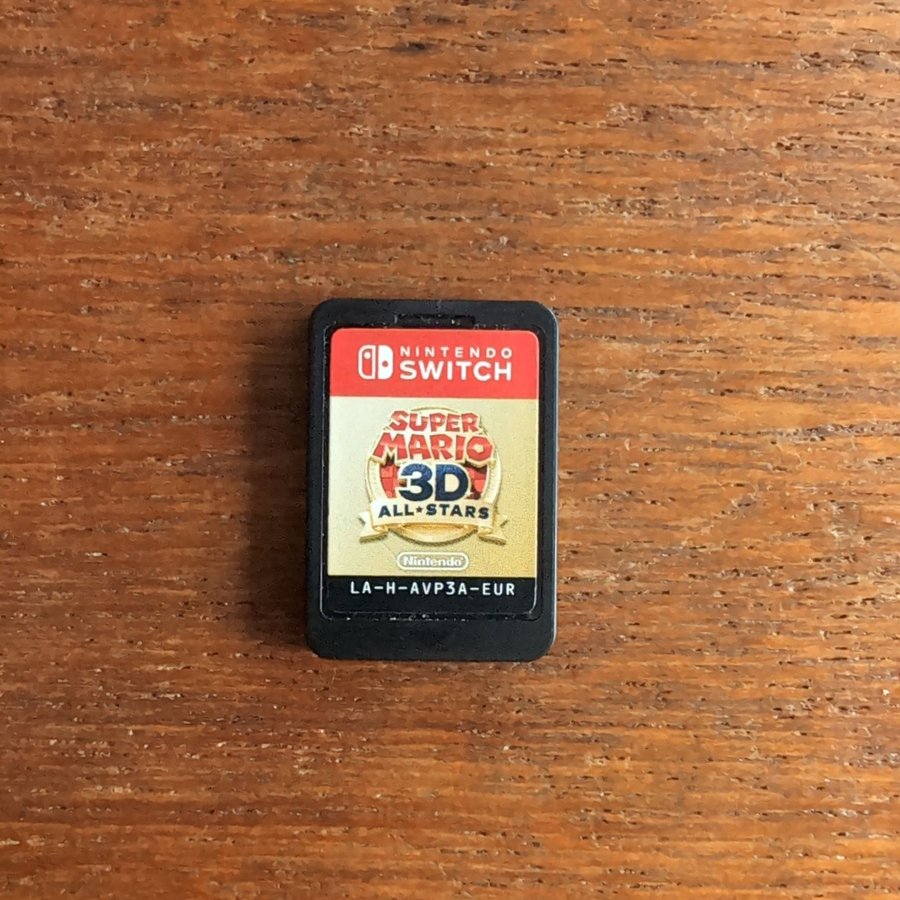 NINTENDO
SWITCH
SUPER
MARIO
3D
ALL★STARS
Nintendo
LA-H-AVP3A-EUR